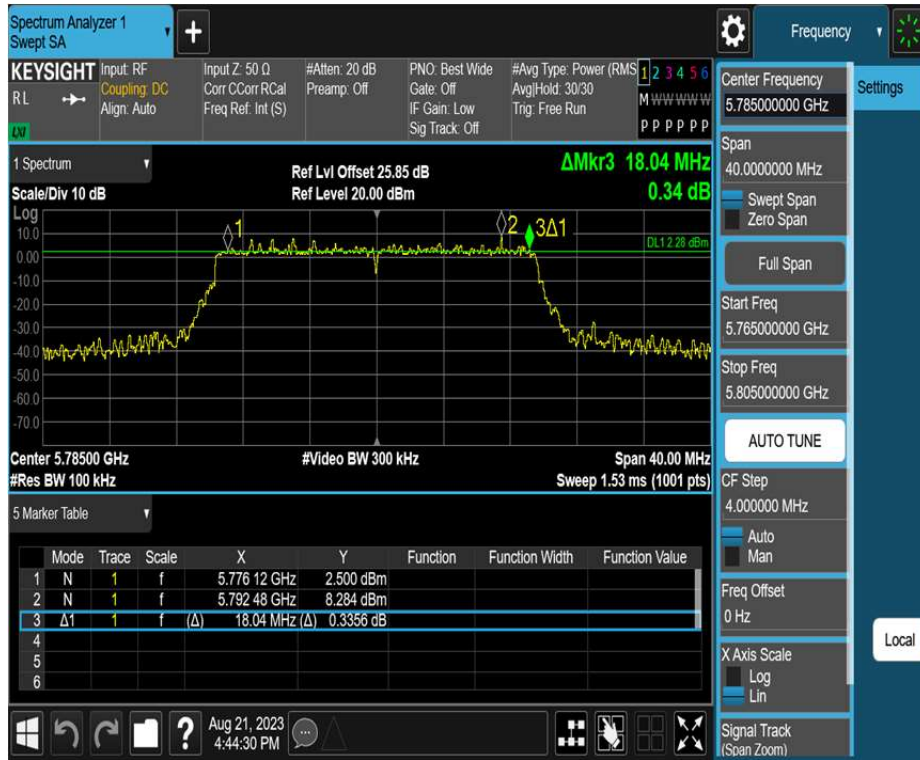 Spectrum Analyzer 1
Swept SA
+
Frequency
KEYSIGHT
RL
LXI
Input: RF
Coupling: DC
Align: Auto
Input Z: 50 Ω
Corr CCorr RCal
Freq Ref: Int (S)
#Atten: 20 dB
Preamp: Off
PNO: Best Wide
Gate: Off
IF Gain: Low
Sig Track: Off
#Avg Type: Power (RMS
Avg|Hold: 30/30
Trig: Free Run
1 2 3 4 5 6
M W W W W W
P P P P P P
Center Frequency
5.785000000 GHz
Settings
Span
40.0000000 MHz
Swept Span
Zero Span
Full Span
Start Freq
5.765000000 GHz
Stop Freq
5.805000000 GHz
AUTO TUNE
CF Step
4.000000 MHz
Auto
Man
Freq Offset
0 Hz
X Axis Scale
Log
Lin
Signal Track
(Span Zoom)
Local
1 Spectrum
Scale/Div 10 dB
Ref Lvl Offset 25.85 dB
Ref Level 20.00 dBm
ΔMkr3 18.04 MHz
0.34 dB
Log
10.0
0.00
-10.0
-20.0
-30.0
-40.0
-50.0
-60.0
-70.0
1
2
3Δ1
DL1 2.28 dBm
Center 5.78500 GHz
#Video BW 300 kHz
Span 40.00 MHz
#Res BW 100 kHz
Sweep 1.53 ms (1001 pts)
5 Marker Table
Mode Trace Scale X Y Function Function Width Function Value
1 N 1 f 5.776 12 GHz 2.500 dBm
2 N 1 f 5.792 48 GHz 8.284 dBm
3 Δ1 1 f (Δ) 18.04 MHz (Δ) 0.3356 dB
4
5
6
?
Aug 21, 2023
4:44:30 PM